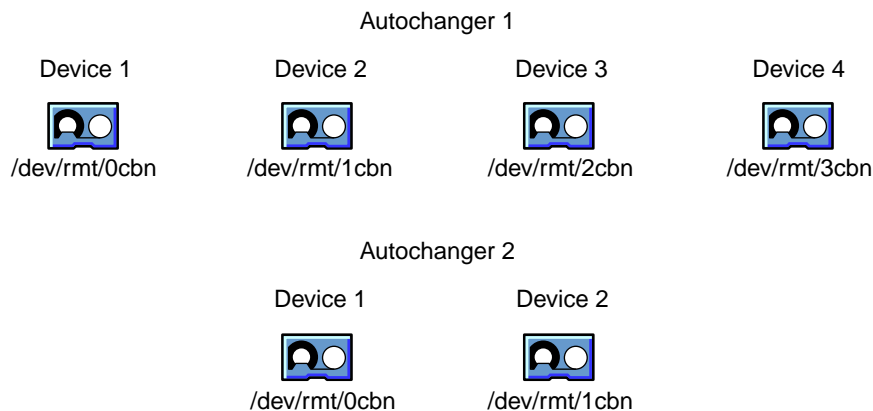 Autochanger 1
Device 1 Device 2 Device 3 Device 4
/dev/rmt/0cbn /dev/rmt/1cbn /dev/rmt/2cbn /dev/rmt/3cbn
Autochanger 2
Device 1 Device 2
/dev/rmt/0cbn /dev/rmt/1cbn